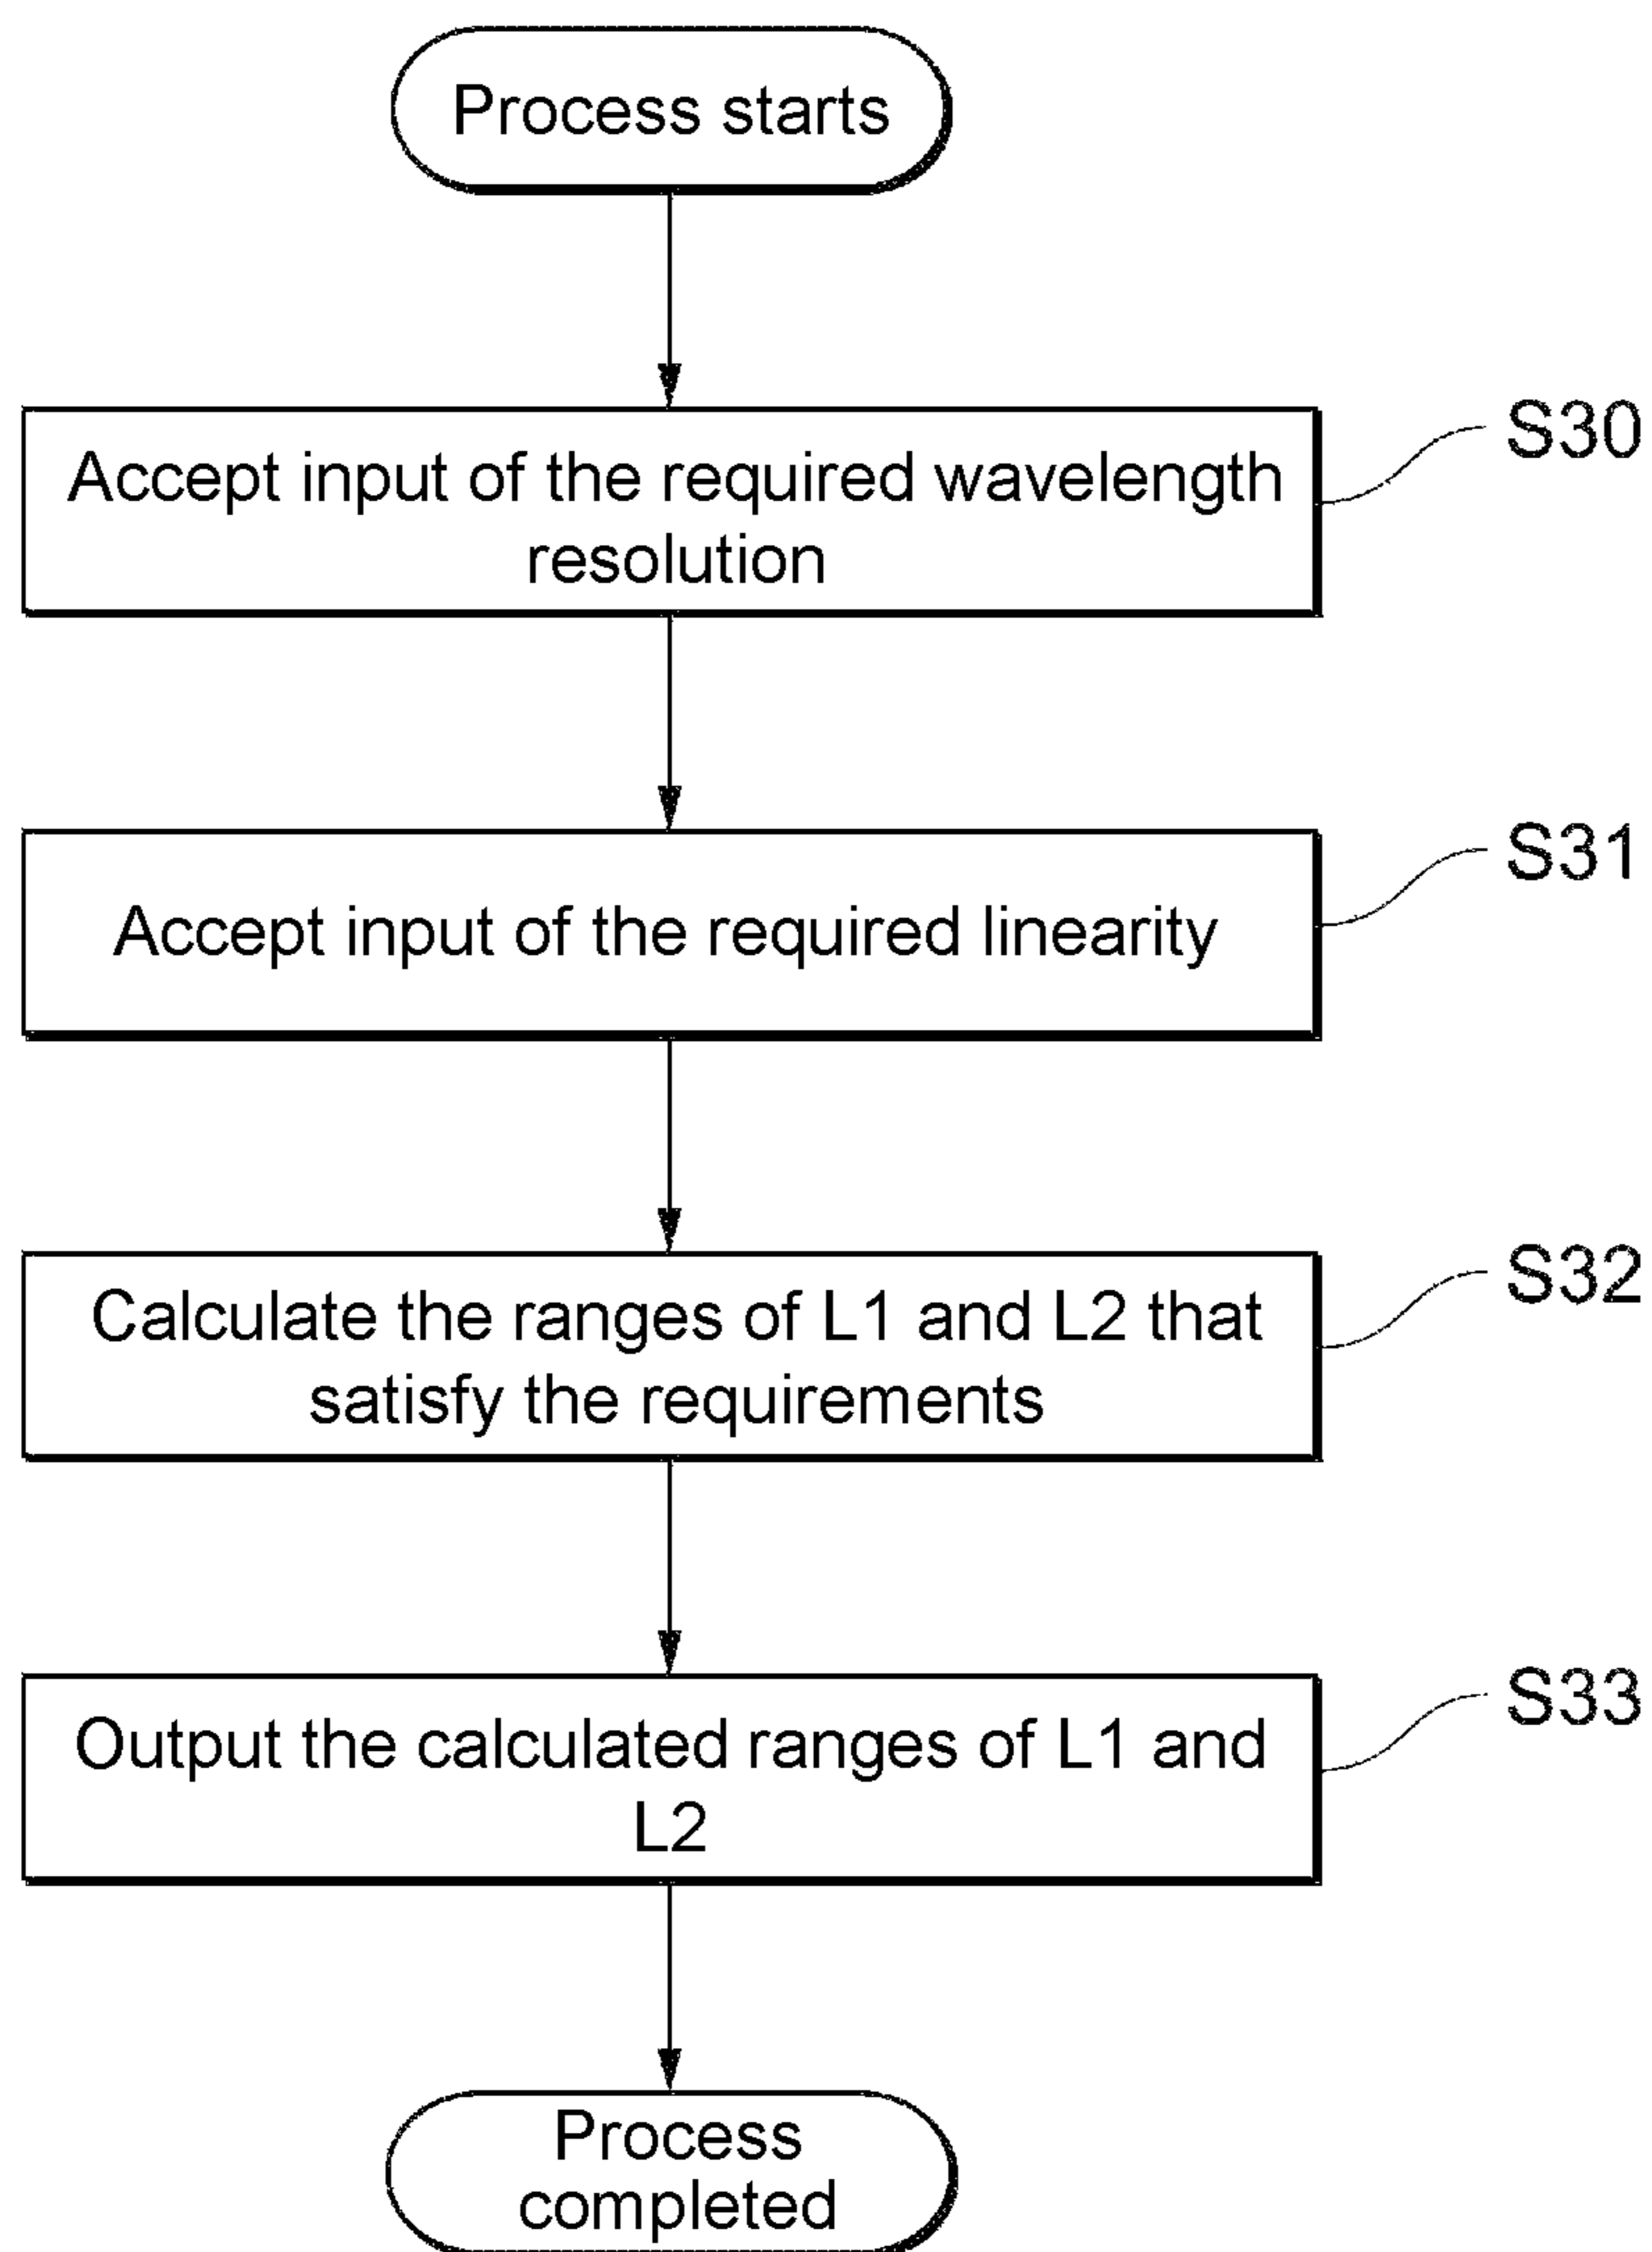 Process starts
S30
Accept input of the required wavelength
resolution
S31
Accept input of the required linearity
S32
Calculate the ranges of L1 and L2 that
satisfy the requirements
S33
Output the calculated ranges of L1 and
L2
Process
completed